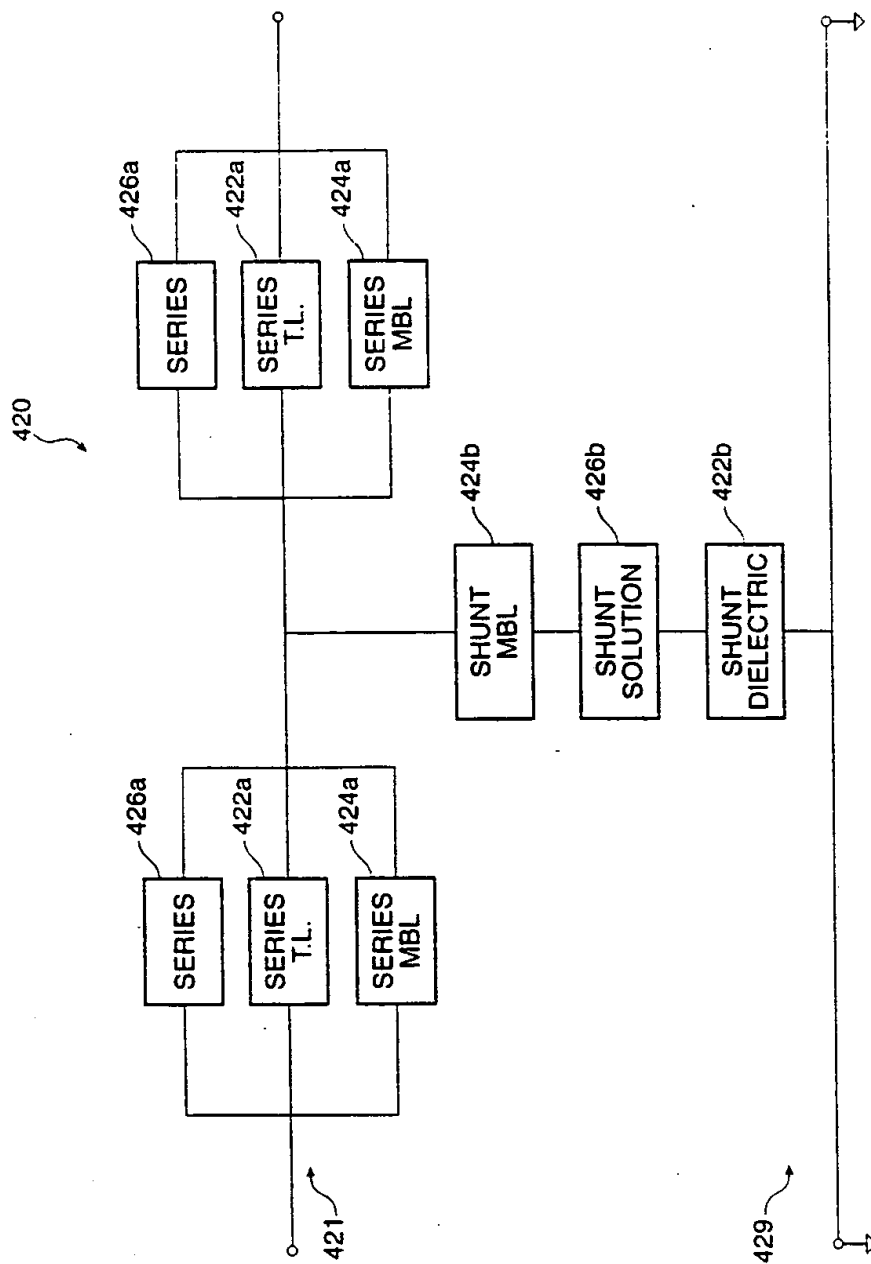 420
426a
SERIES
422a
SERIES
T.L.
424a
SERIES
MBL
426a
SERIES
422a
SERIES
T.L.
424a
SERIES
MBL
421
424b
SHUNT
MBL
426b
SHUNT
SOLUTION
422b
SHUNT
DIELECTRIC
429